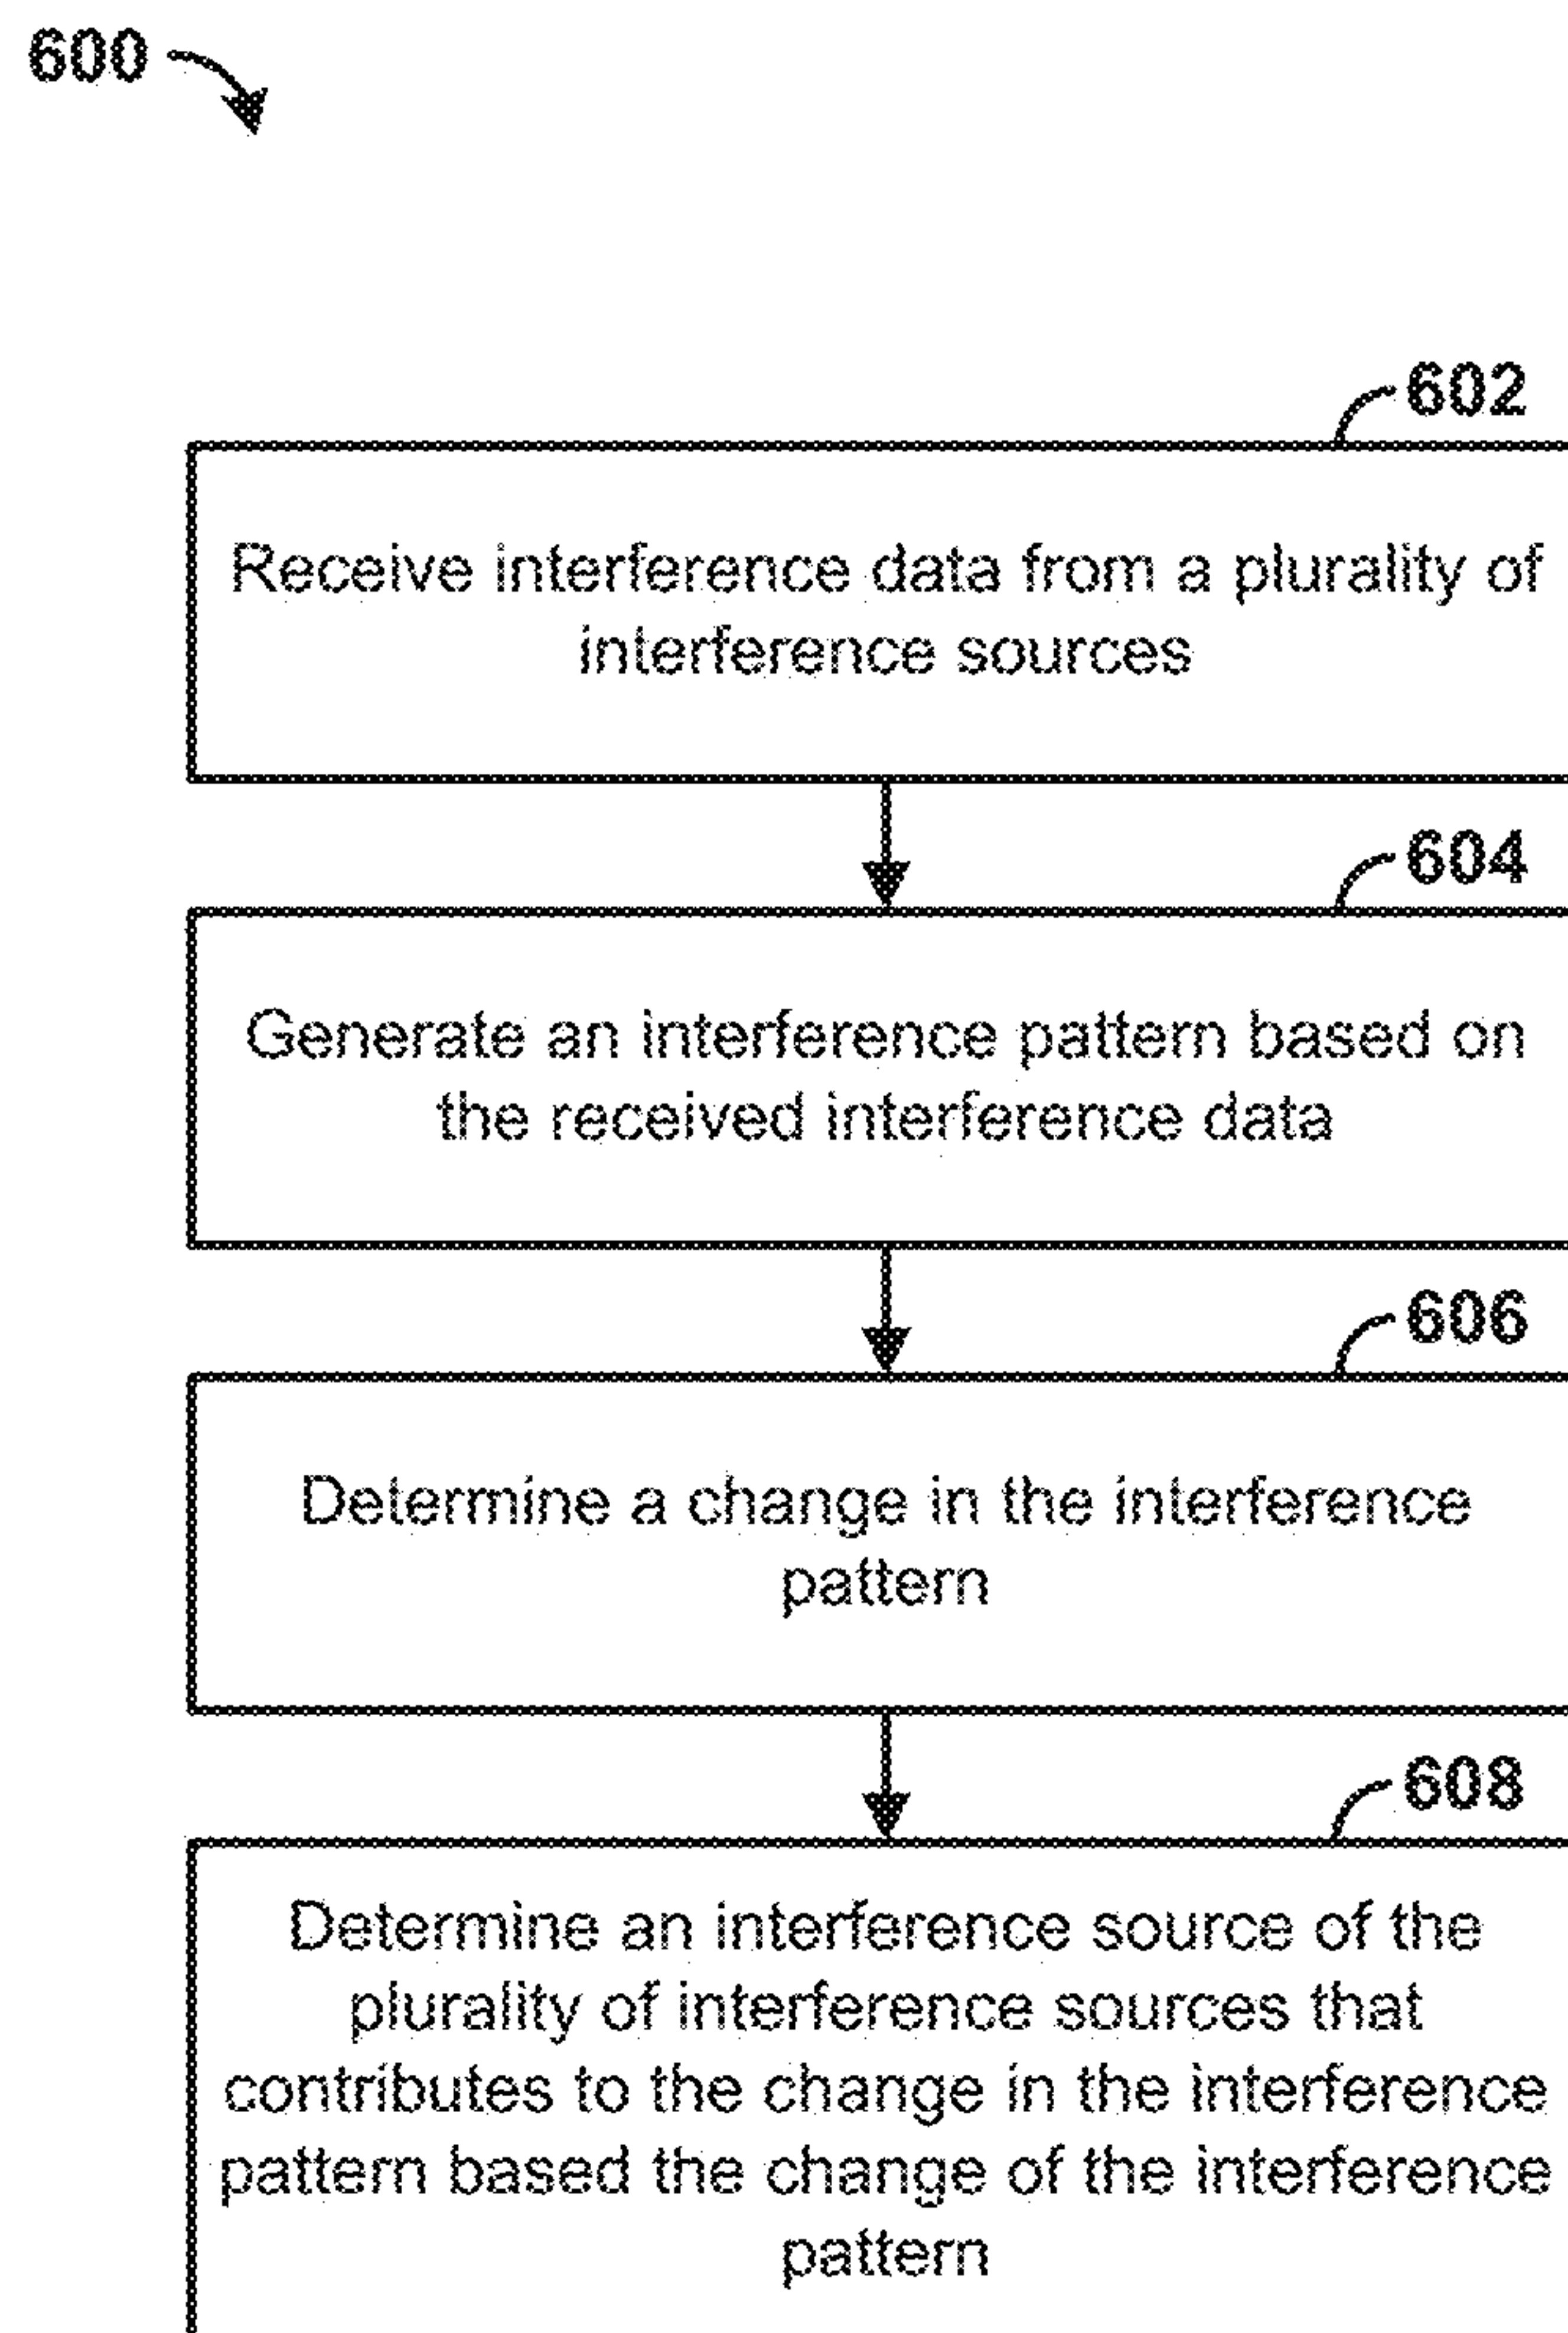 600
602
Receive interference data from a plurality of
interference sources
604
Generate an interference pattern based on
the received interference data
606
Determine a change in the interference
pattern
608
Determine an interference source of the
plurality of interference sources that
contributes to the change in the interference
pattern based the change of the interference
pattern